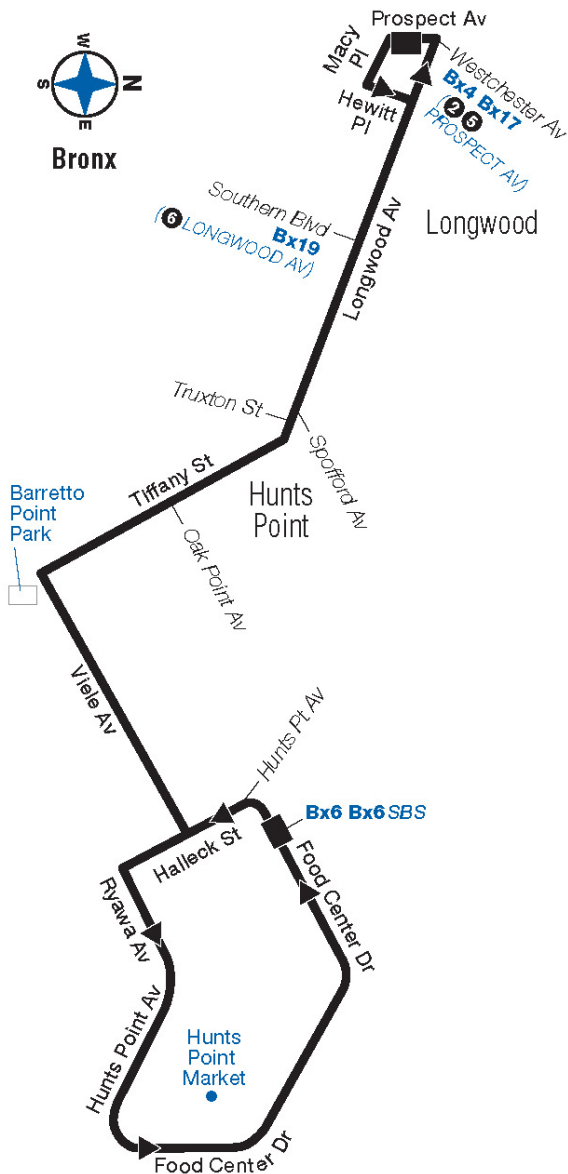 W
S
N
E
Bronx
Prospect Av
Macy
Pl
Hewitt
Pl
Westchester Av
Bx4 Bx17
(2 5
PROSPECT AV)
Southern Blvd
Bx19
(6 LONGWOOD AV)
Longwood Av
Longwood
Truxton St
Spofford Av
Tiffany St
Hunts
Point
Barretto
Point
Park
Oak Point Av
Viele Av
Hunts Pt Av
Bx6 Bx6 SBS
Halleck St
Food Center Dr
Ryawa Av
Hunts Point Av
Hunts
Point
Market
Food Center Dr